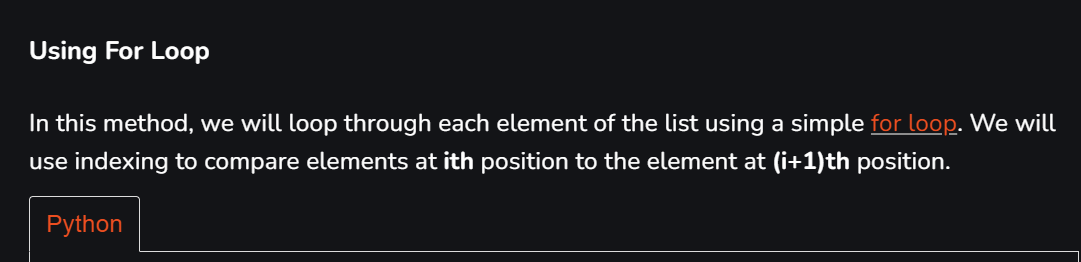 Using For Loop
In this method, we will loop through each element of the list using a simple for loop. We will
use indexing to compare elements at ith position to the element at (i+1)th position.
Python